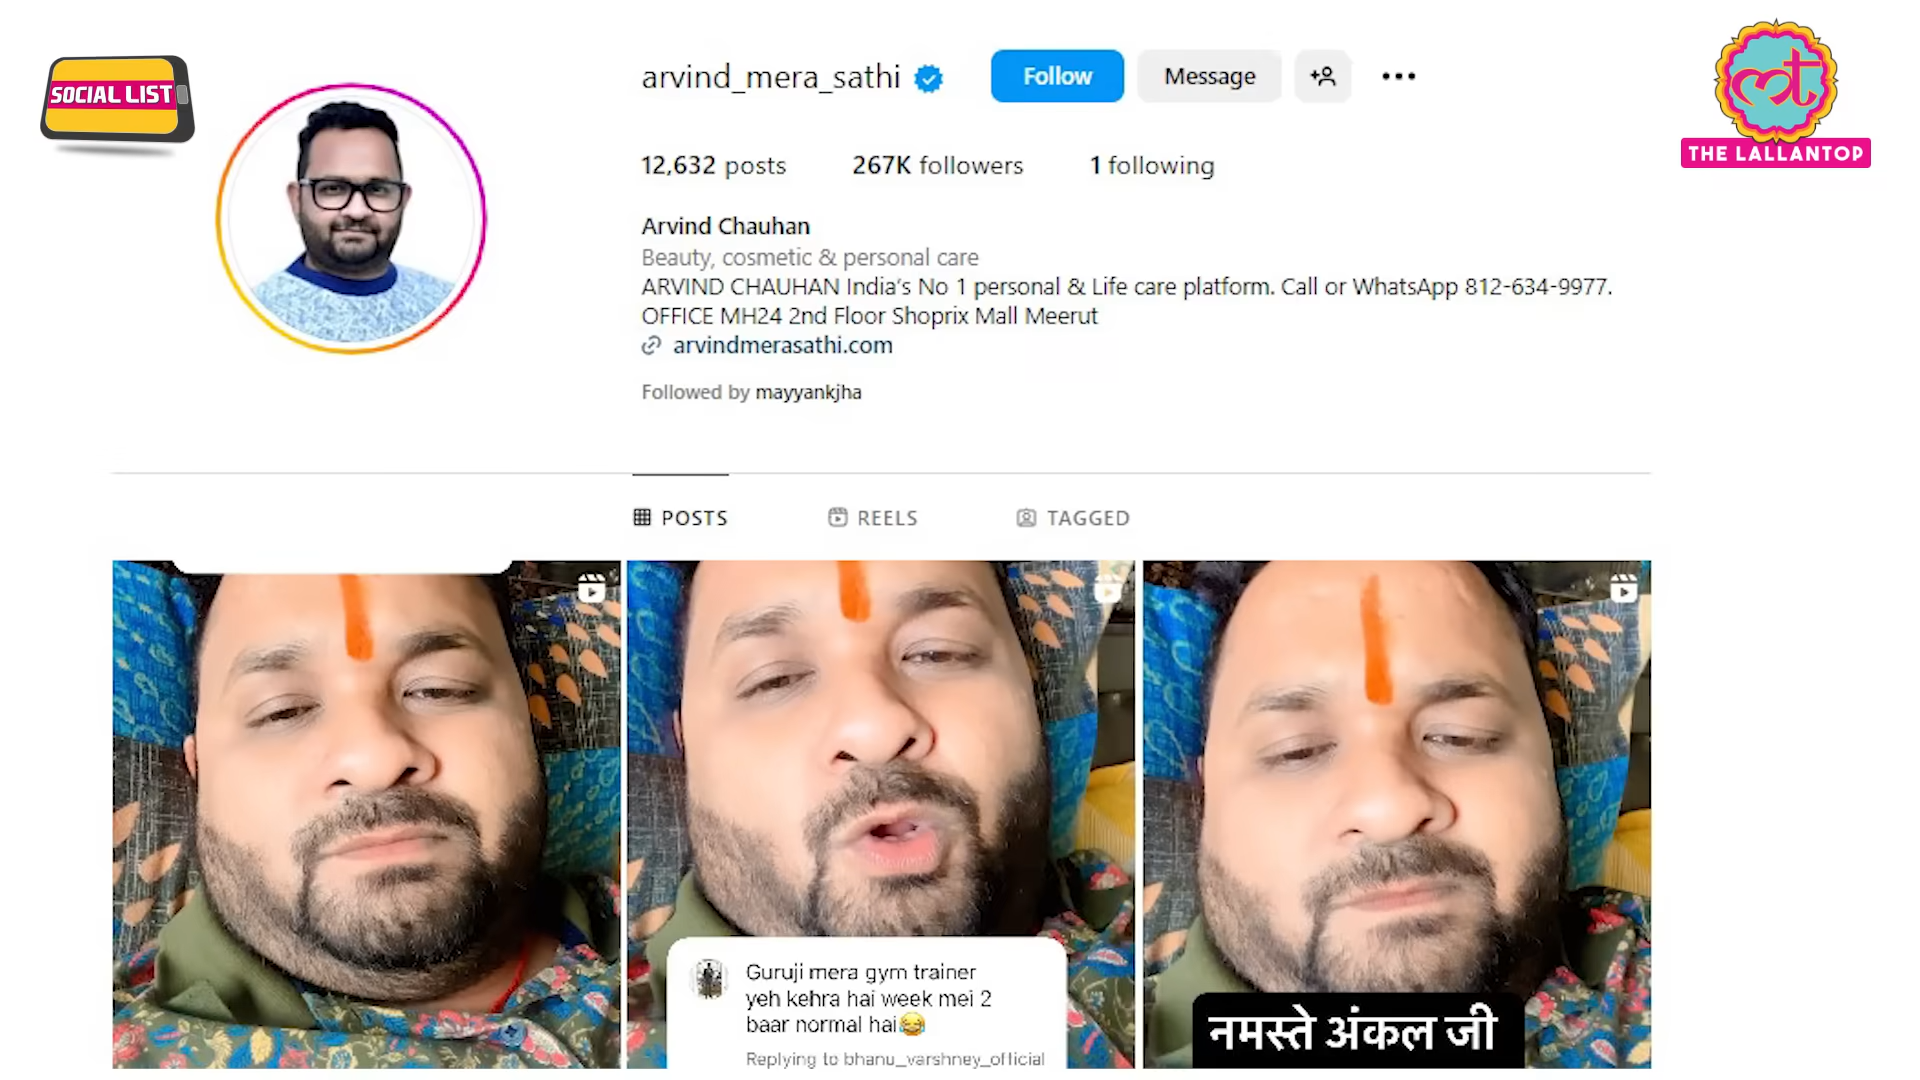 SOCIAL LIST
THE LALLANTOP
arvind_mera_sathi
Follow
Message
12,632 posts
267K followers
1 following
Arvind Chauhan
Beauty, cosmetic & personal care
ARVIND CHAUHAN India's No 1 personal & Life care platform. Call or WhatsApp 812-634-9977.
OFFICE MH24 2nd Floor Shoprix Mall Meerut
arvindmerasathi.com
Followed by mayyankjha
POSTS
REELS
TAGGED
Guruji mera gym trainer
yeh kehra hai week mei 2
baar normal hai😂
Replying to bhanu_varshney_official
नमस्ते अंकल जी